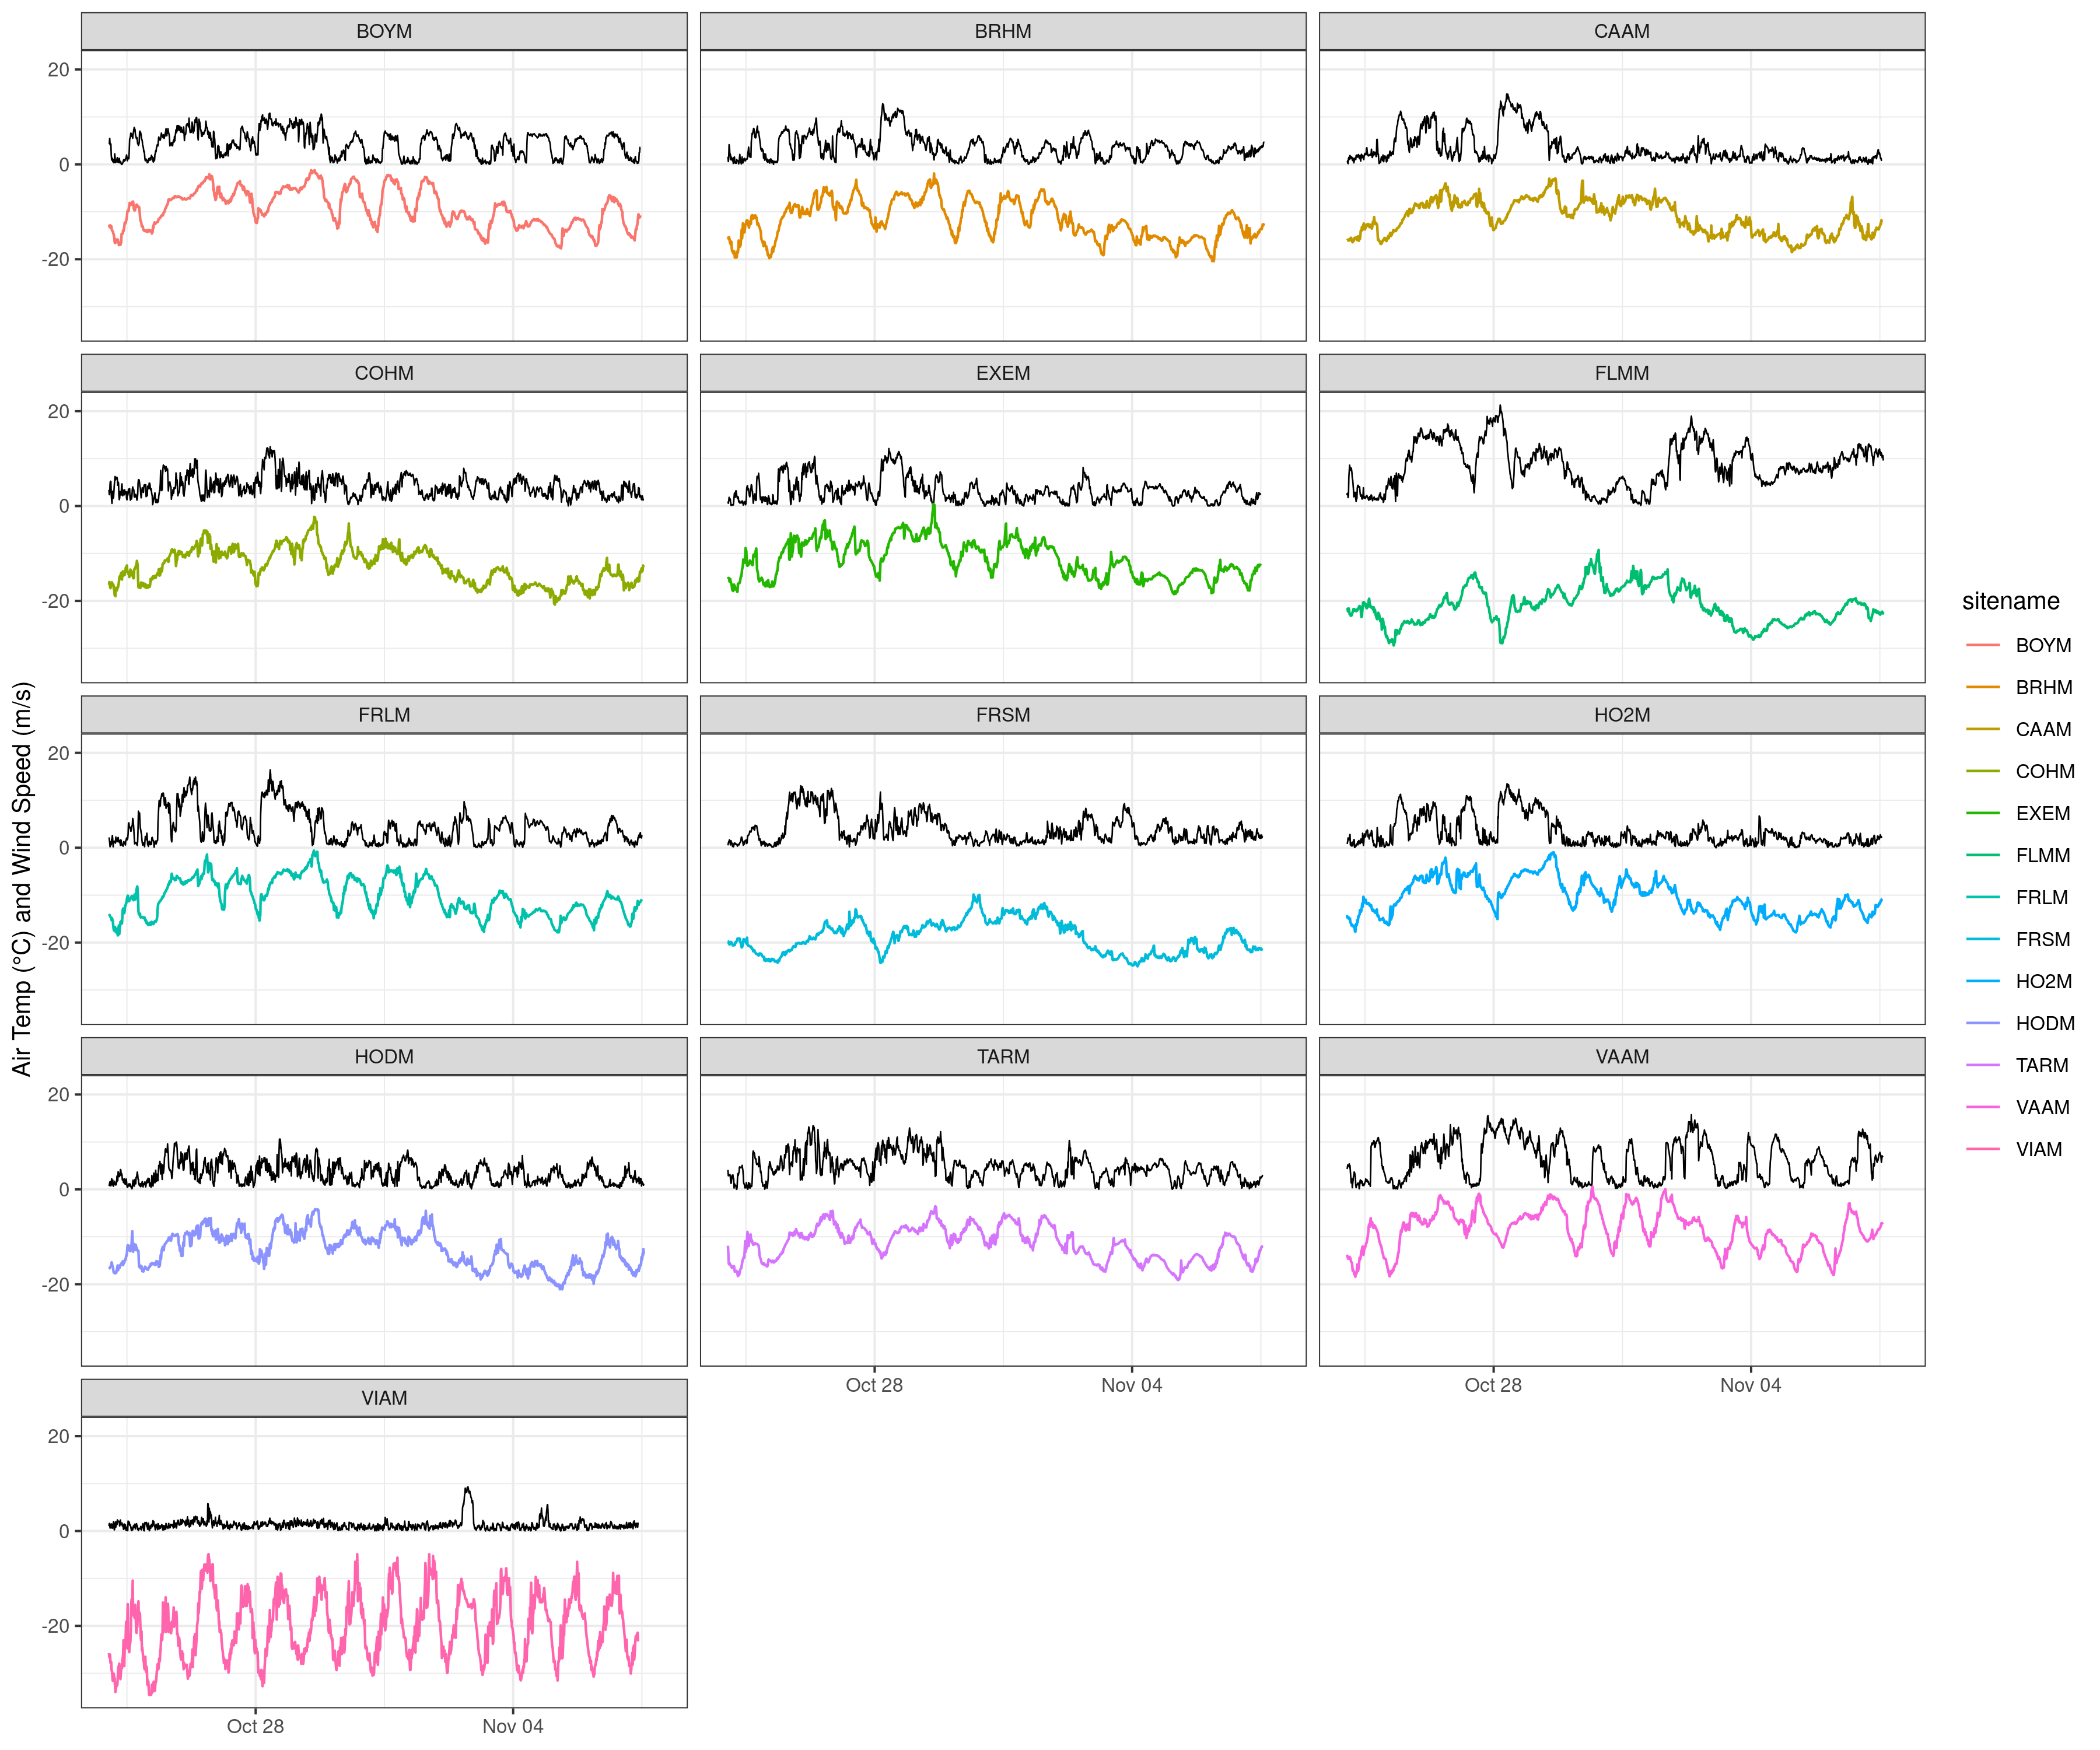 BOYM BRHM CAAM
20
0
-20
COHM EXEM FLMM
20
0
-20
FRLM FRSM HO2M
20
0
-20
HODM TARM VAAM
20
0
-20
Oct 28 Nov 04 Oct 28 Nov 04
VIAM
20
0
-20
Oct 28 Nov 04
Air Temp (°C) and Wind Speed (m/s)
sitename
BOYM
BRHM
CAAM
COHM
EXEM
FLMM
FRLM
FRSM
HO2M
HODM
TARM
VAAM
VIAM